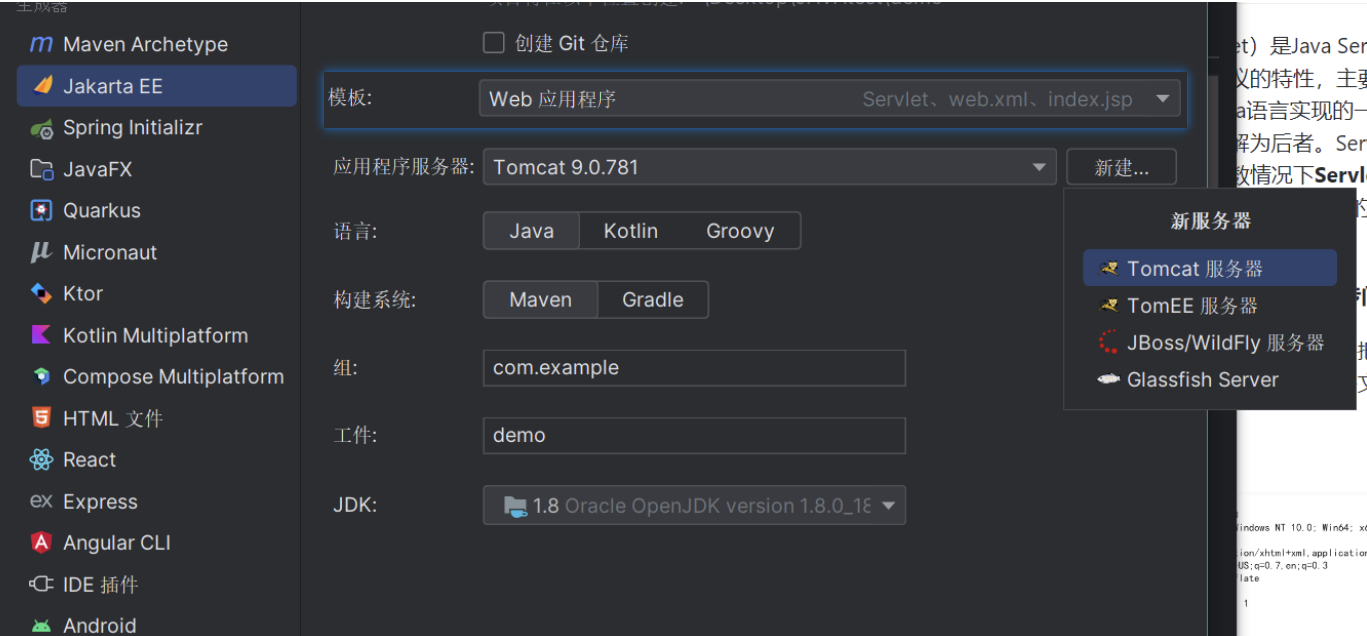 生成器
Maven Archetype
Jakarta EE
Spring Initializr
JavaFX
Quarkus
Micronaut
Ktor
Kotlin Multiplatform
Compose Multiplatform
HTML 文件
React
Express
Angular CLI
IDE 插件
Android
创建 Git 仓库
模板: Web 应用程序 Servlet、web.xml、index.jsp
应用程序服务器: Tomcat 9.0.781 新建...
语言: Java Kotlin Groovy
构建系统: Maven Gradle
组: com.example
工件: demo
JDK: 1.8 Oracle OpenJDK version 1.8.0_18
新服务器
Tomcat 服务器
TomEE 服务器
JBoss/WildFly 服务器
Glassfish Server
et）是Java Ser
议的特性，主要
a语言实现的一
解为后者。Ser
数情况下Servl
的
indows NT 10.0; Win64; x6
ion/xhtml+xml,application
US;q=0.7,en;q=0.3
late
1